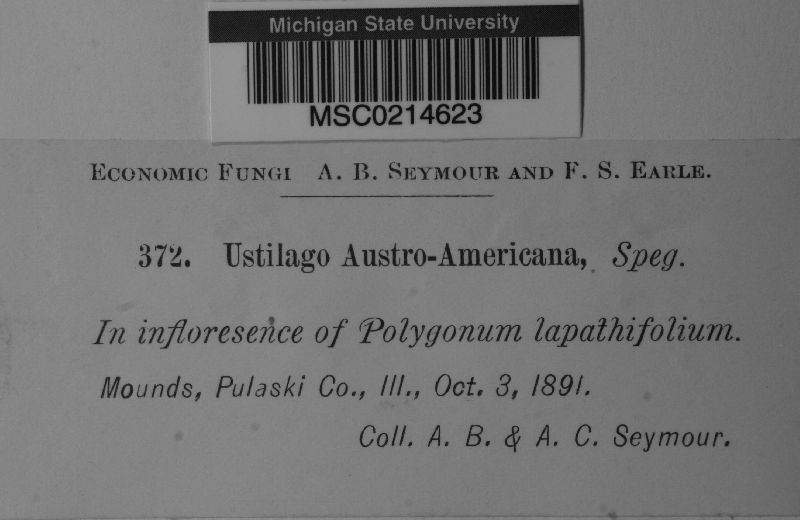 Michigan State University
MSC0214623
Economic Fungi A. B. Seymour and F. S. Earle.
372. Ustilago Austro-Americana, Speg.
In infloresence of Polygonum lapathifolium.
Mounds, Pulaski Co., Ill., Oct. 3, 1891.
Coll. A. B. & A. C. Seymour.